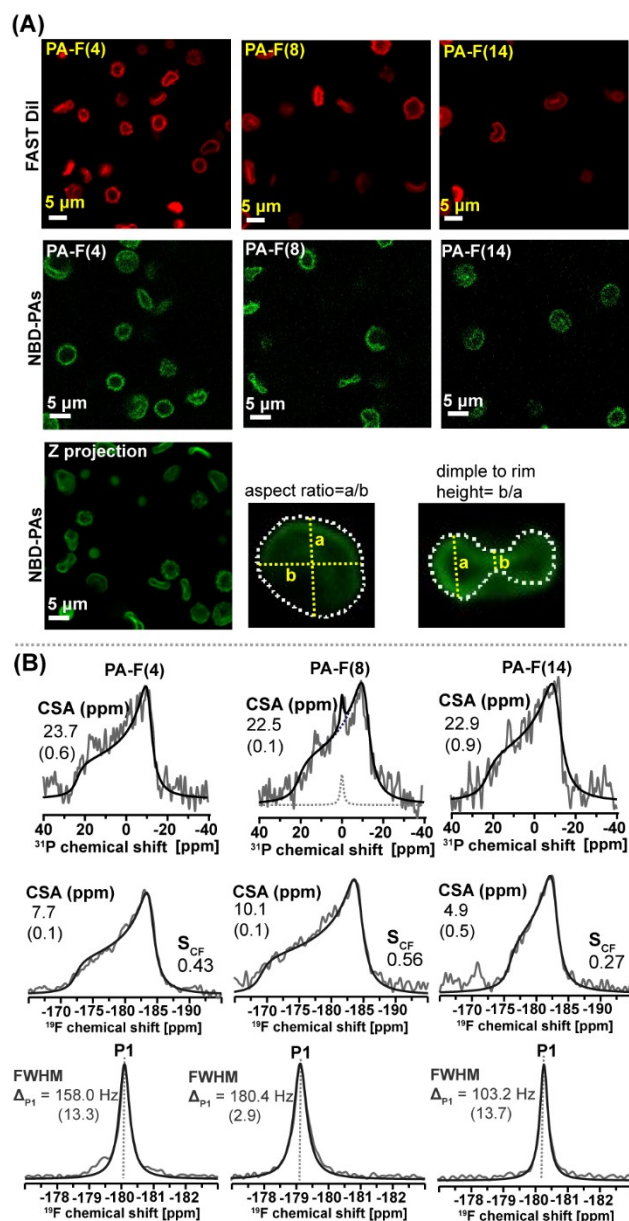 (A)
PA-F(4) PA-F(8) PA-F(14)
FAST DiI
5 µm 5 µm 5 µm
PA-F(4) PA-F(8) PA-F(14)
NBD-PAs
5 µm 5 µm 5 µm
Z projection
NBD-PAs
5 µm
aspect ratio=a/b
a
b
dimple to rim
height= b/a
a
b
(B)
PA-F(4) PA-F(8) PA-F(14)
CSA (ppm)
23.7
(0.6)
40 20 0 -20 -40
³¹P chemical shift [ppm]
CSA (ppm)
22.5
(0.1)
40 20 0 -20 -40
³¹P chemical shift [ppm]
CSA (ppm)
22.9
(0.9)
40 20 0 -20 -40
³¹P chemical shift [ppm]
CSA (ppm)
7.7
(0.1)
S_CF
0.43
-170 -175 -180 -185 -190
¹⁹F chemical shift [ppm]
CSA (ppm)
10.1
(0.1)
S_CF
0.56
-170 -175 -180 -185 -190
¹⁹F chemical shift [ppm]
CSA (ppm)
4.9
(0.5)
S_CF
0.27
-170 -175 -180 -185 -190
¹⁹F chemical shift [ppm]
P1
FWHM
Δ_P1 = 158.0 Hz
(13.3)
-178 -179 -180 -181 -182
¹⁹F chemical shift [ppm]
P1
FWHM
Δ_P1 = 180.4 Hz
(2.9)
-178 -179 -180 -181 -182
¹⁹F chemical shift [ppm]
P1
FWHM
Δ_P1 = 103.2 Hz
(13.7)
-178 -179 -180 -181 -182
¹⁹F chemical shift [ppm]